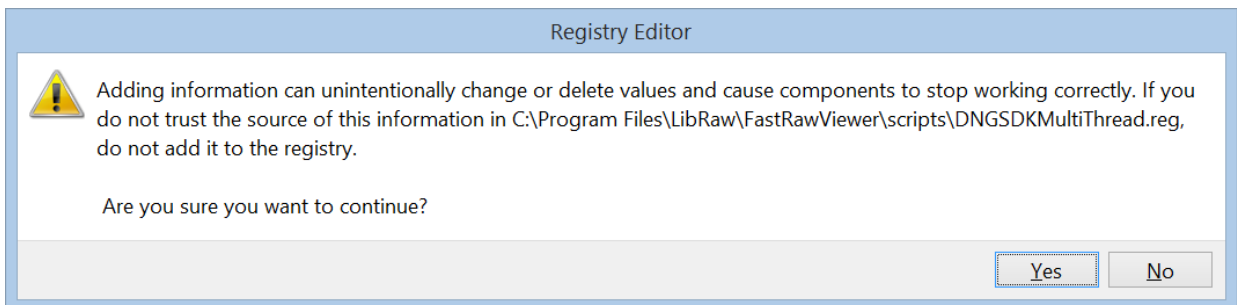 Registry Editor
Adding information can unintentionally change or delete values and cause components to stop working correctly. If you
do not trust the source of this information in C:\Program Files\LibRaw\FastRawViewer\scripts\DNGSDKMultiThread.reg,
do not add it to the registry.
Are you sure you want to continue?
Yes No